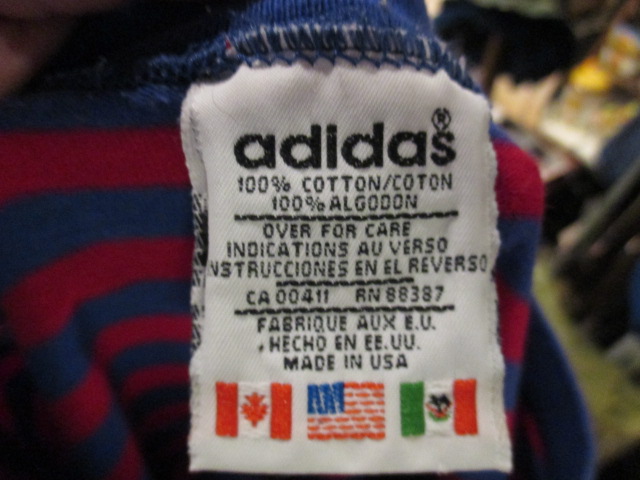 adidas®
100% COTTON/COTON
100% ALGODON
OVER FOR CARE
INDICATIONS AU VERSO
NSTRUCCIONES EN EL REVERSO
CA 00411 RN 88387
FABRIQUE AUX E.U.
HECHO EN EE.UU.
MADE IN USA